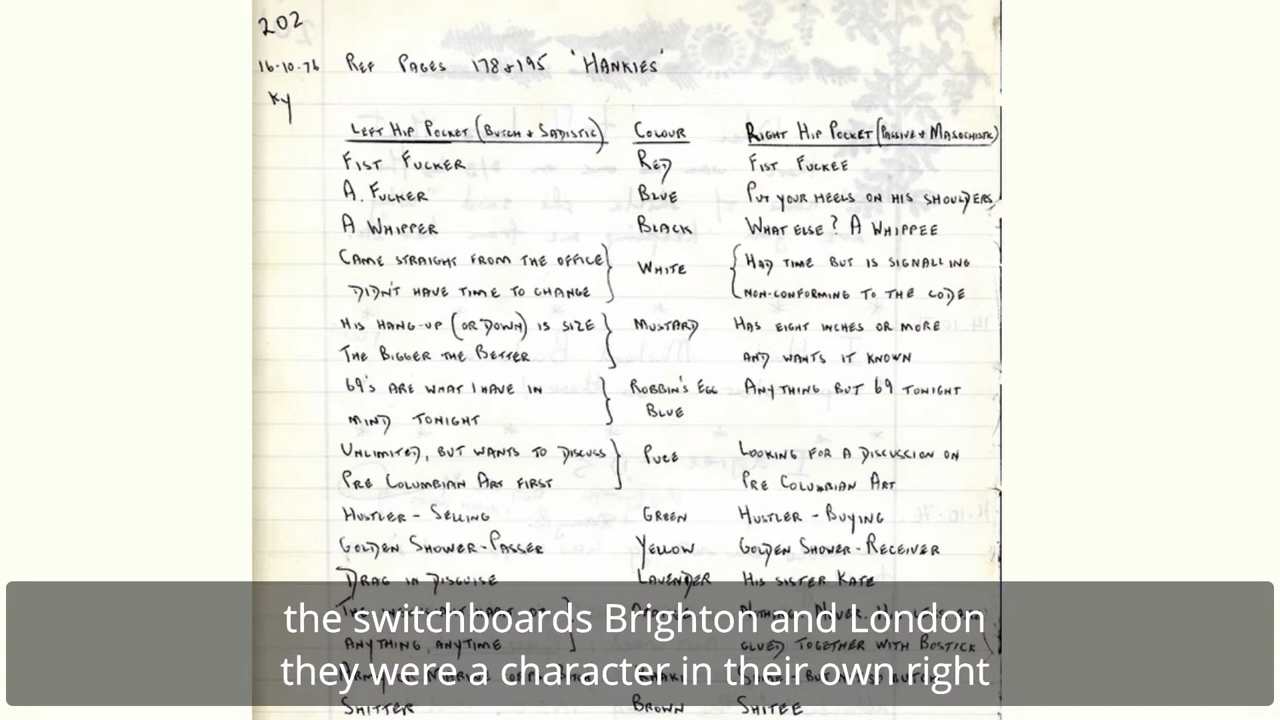 202
16-10-76 REF PAGES 178 & 195 'HANKIES'
KY
LEFT HIP POCKET (BUTCH & SADISTIC) COLOUR RIGHT HIP POCKET (PASSIVE & MASOCHISTIC)
FIST FUCKER RED FIST FUCKEE
A. FUCKER BLUE PUT YOUR HEELS ON HIS SHOULDERS
A WHIPPER BLACK WHAT ELSE? A WHIPPEE
CAME STRAIGHT FROM THE OFFICE HAD TIME BUT IS SIGNALLING
WHITE
DIDN'T HAVE TIME TO CHANGE NON-CONFORMING TO THE CODE
HIS HANG-UP (OR DOWN) IS SIZE MUSTARD HAS EIGHT INCHES OR MORE
THE BIGGER THE BETTER AND WANTS IT KNOWN
69'S ARE WHAT I HAVE IN ROBBIN'S EGG ANYTHING BUT 69 TONIGHT
MIND TONIGHT BLUE
UNLIMITED, BUT WANTS TO DISCUSS PUCE LOOKING FOR A DISCUSSION ON
PRE COLUMBIAN ART FIRST PRE COLUMBIAN ART
HUSTLER - SELLING GREEN HUSTLER - BUYING
GOLDEN SHOWER - PASSER YELLOW GOLDEN SHOWER - RECEIVER
DRAG IN DISGUISE LAVENDER HIS SISTER KATE
NOTHING NEVER.
ANYTHING, ANYTIME GLUED TOGETHER WITH BOSTICK
SHITTER BROWN SHITEE
the switchboards Brighton and London
they were a character in their own right